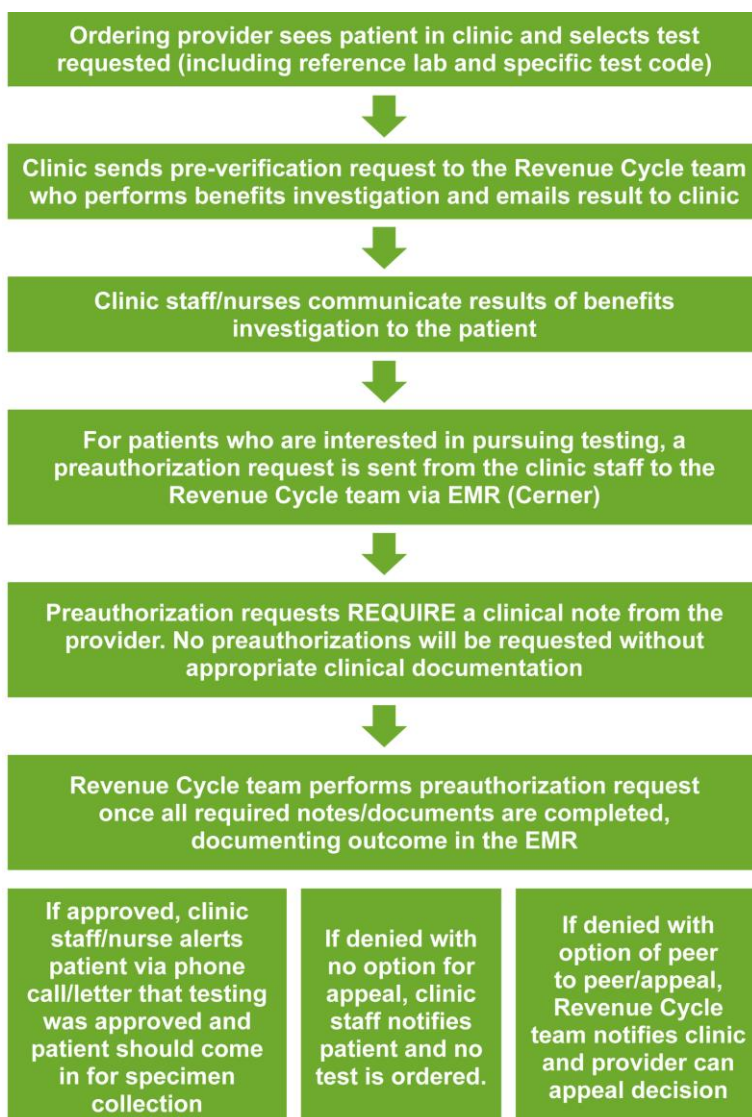 Ordering provider sees patient in clinic and selects test
requested (including reference lab and specific test code)
Clinic sends pre-verification request to the Revenue Cycle team
who performs benefits investigation and emails result to clinic
Clinic staff/nurses communicate results of benefits
investigation to the patient
For patients who are interested in pursuing testing, a
preauthorization request is sent from the clinic staff to the
Revenue Cycle team via EMR (Cerner)
Preauthorization requests REQUIRE a clinical note from the
provider. No preauthorizations will be requested without
appropriate clinical documentation
Revenue Cycle team performs preauthorization request
once all required notes/documents are completed,
documenting outcome in the EMR
If approved, clinic
staff/nurse alerts
patient via phone
call/letter that testing
was approved and
patient should come
in for specimen
collection
If denied with
no option for
appeal, clinic
staff notifies
patient and no
test is ordered.
If denied with
option of peer
to peer/appeal,
Revenue Cycle
team notifies clinic
and provider can
appeal decision